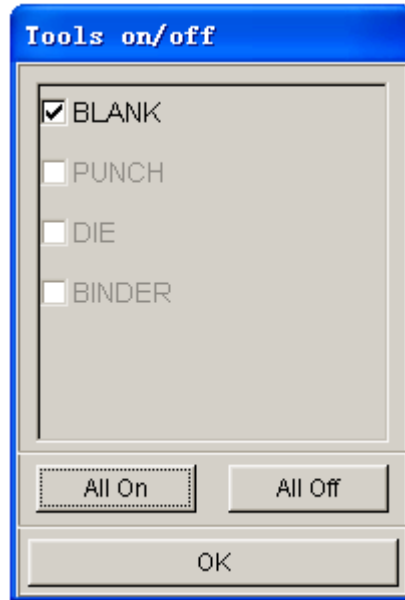 Tools on/off
BLANK
PUNCH
DIE
BINDER
All On All Off
OK